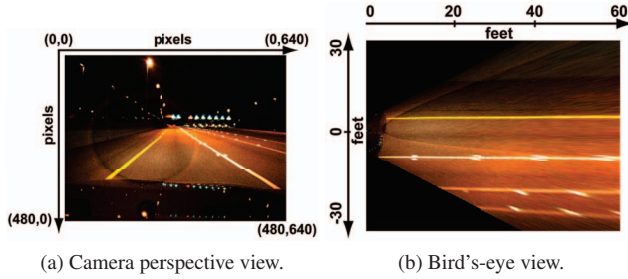 (0,0)
pixels
(0,640)
pixels
(480,0)
(480,640)
(a) Camera perspective view.
0
20
40
60
feet
30
0
-30
feet
(b) Bird's-eye view.